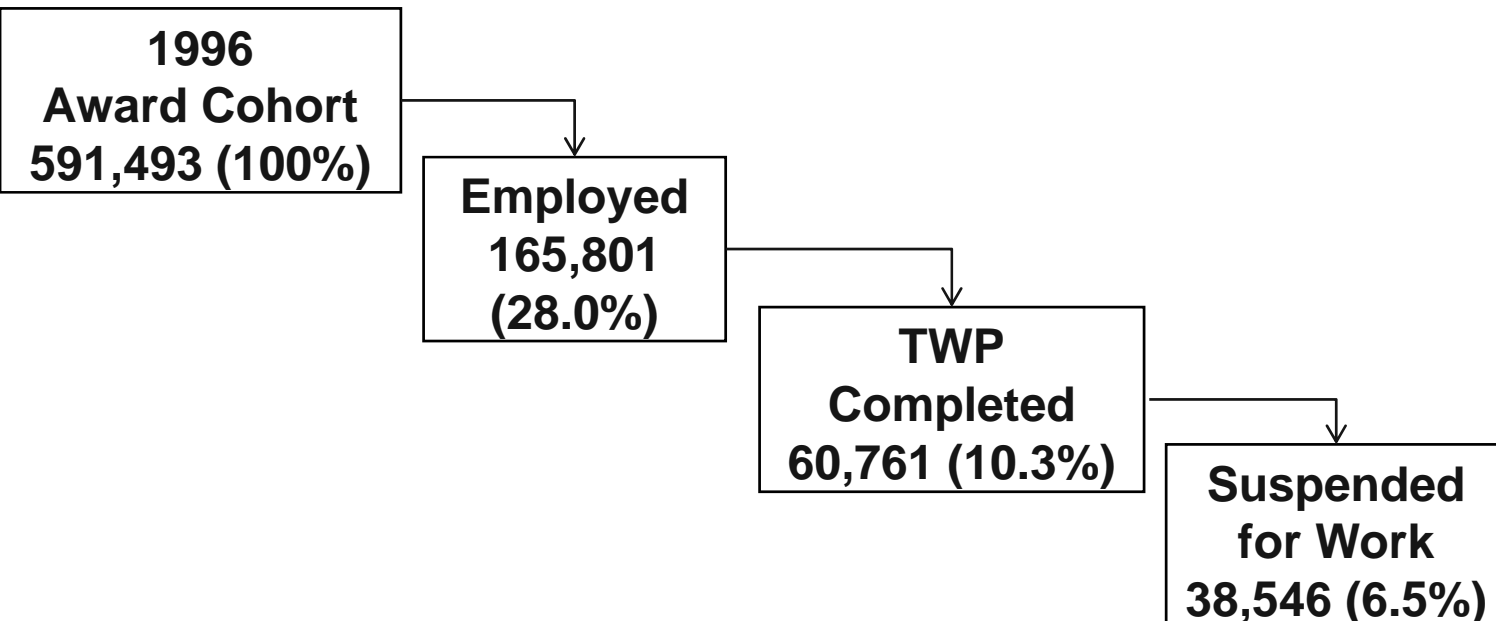 1996
Award Cohort
591,493 (100%)
Employed
165,801
(28.0%)
TWP
Completed
60,761 (10.3%)
Suspended
for Work
38,546 (6.5%)